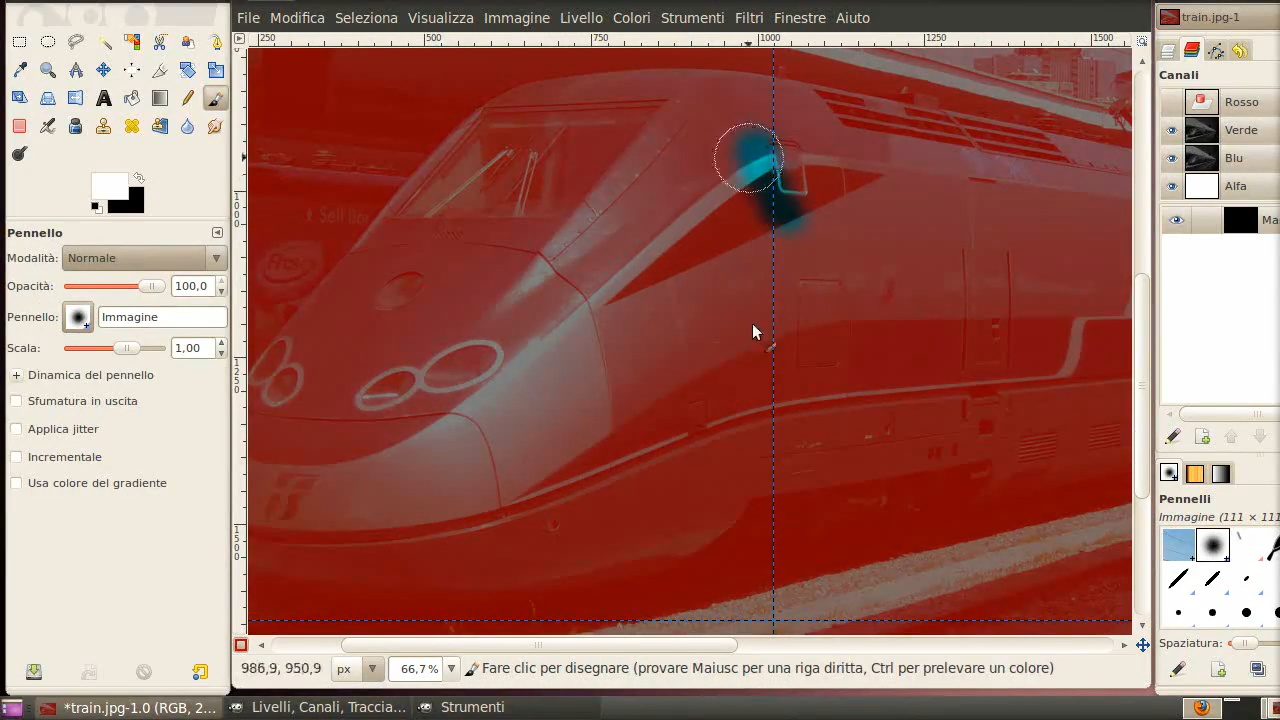 File Modifica Seleziona Visualizza Immagine Livello Colori Strumenti Filtri Finestre Aiuto
train.jpg-1
250 500 750 1000 1250 1500
Canali
Rosso
Verde
Blu
Alfa
Ma
Pennello
Modalità: Normale
Opacità: 100,0
Pennello: Immagine
Scala: 1,00
Dinamica del pennello
Sfumatura in uscita
Applica jitter
Incrementale
Usa colore del gradiente
1000
1250
1500
Pennelli
Immagine (111 × 111
Spaziatura:
986,9, 950,9 px 66,7% Fare clic per disegnare (provare Maiusc per una riga diritta, Ctrl per prelevare un colore)
*train.jpg-1.0 (RGB, 2... Livelli, Canali, Traccia... Strumenti